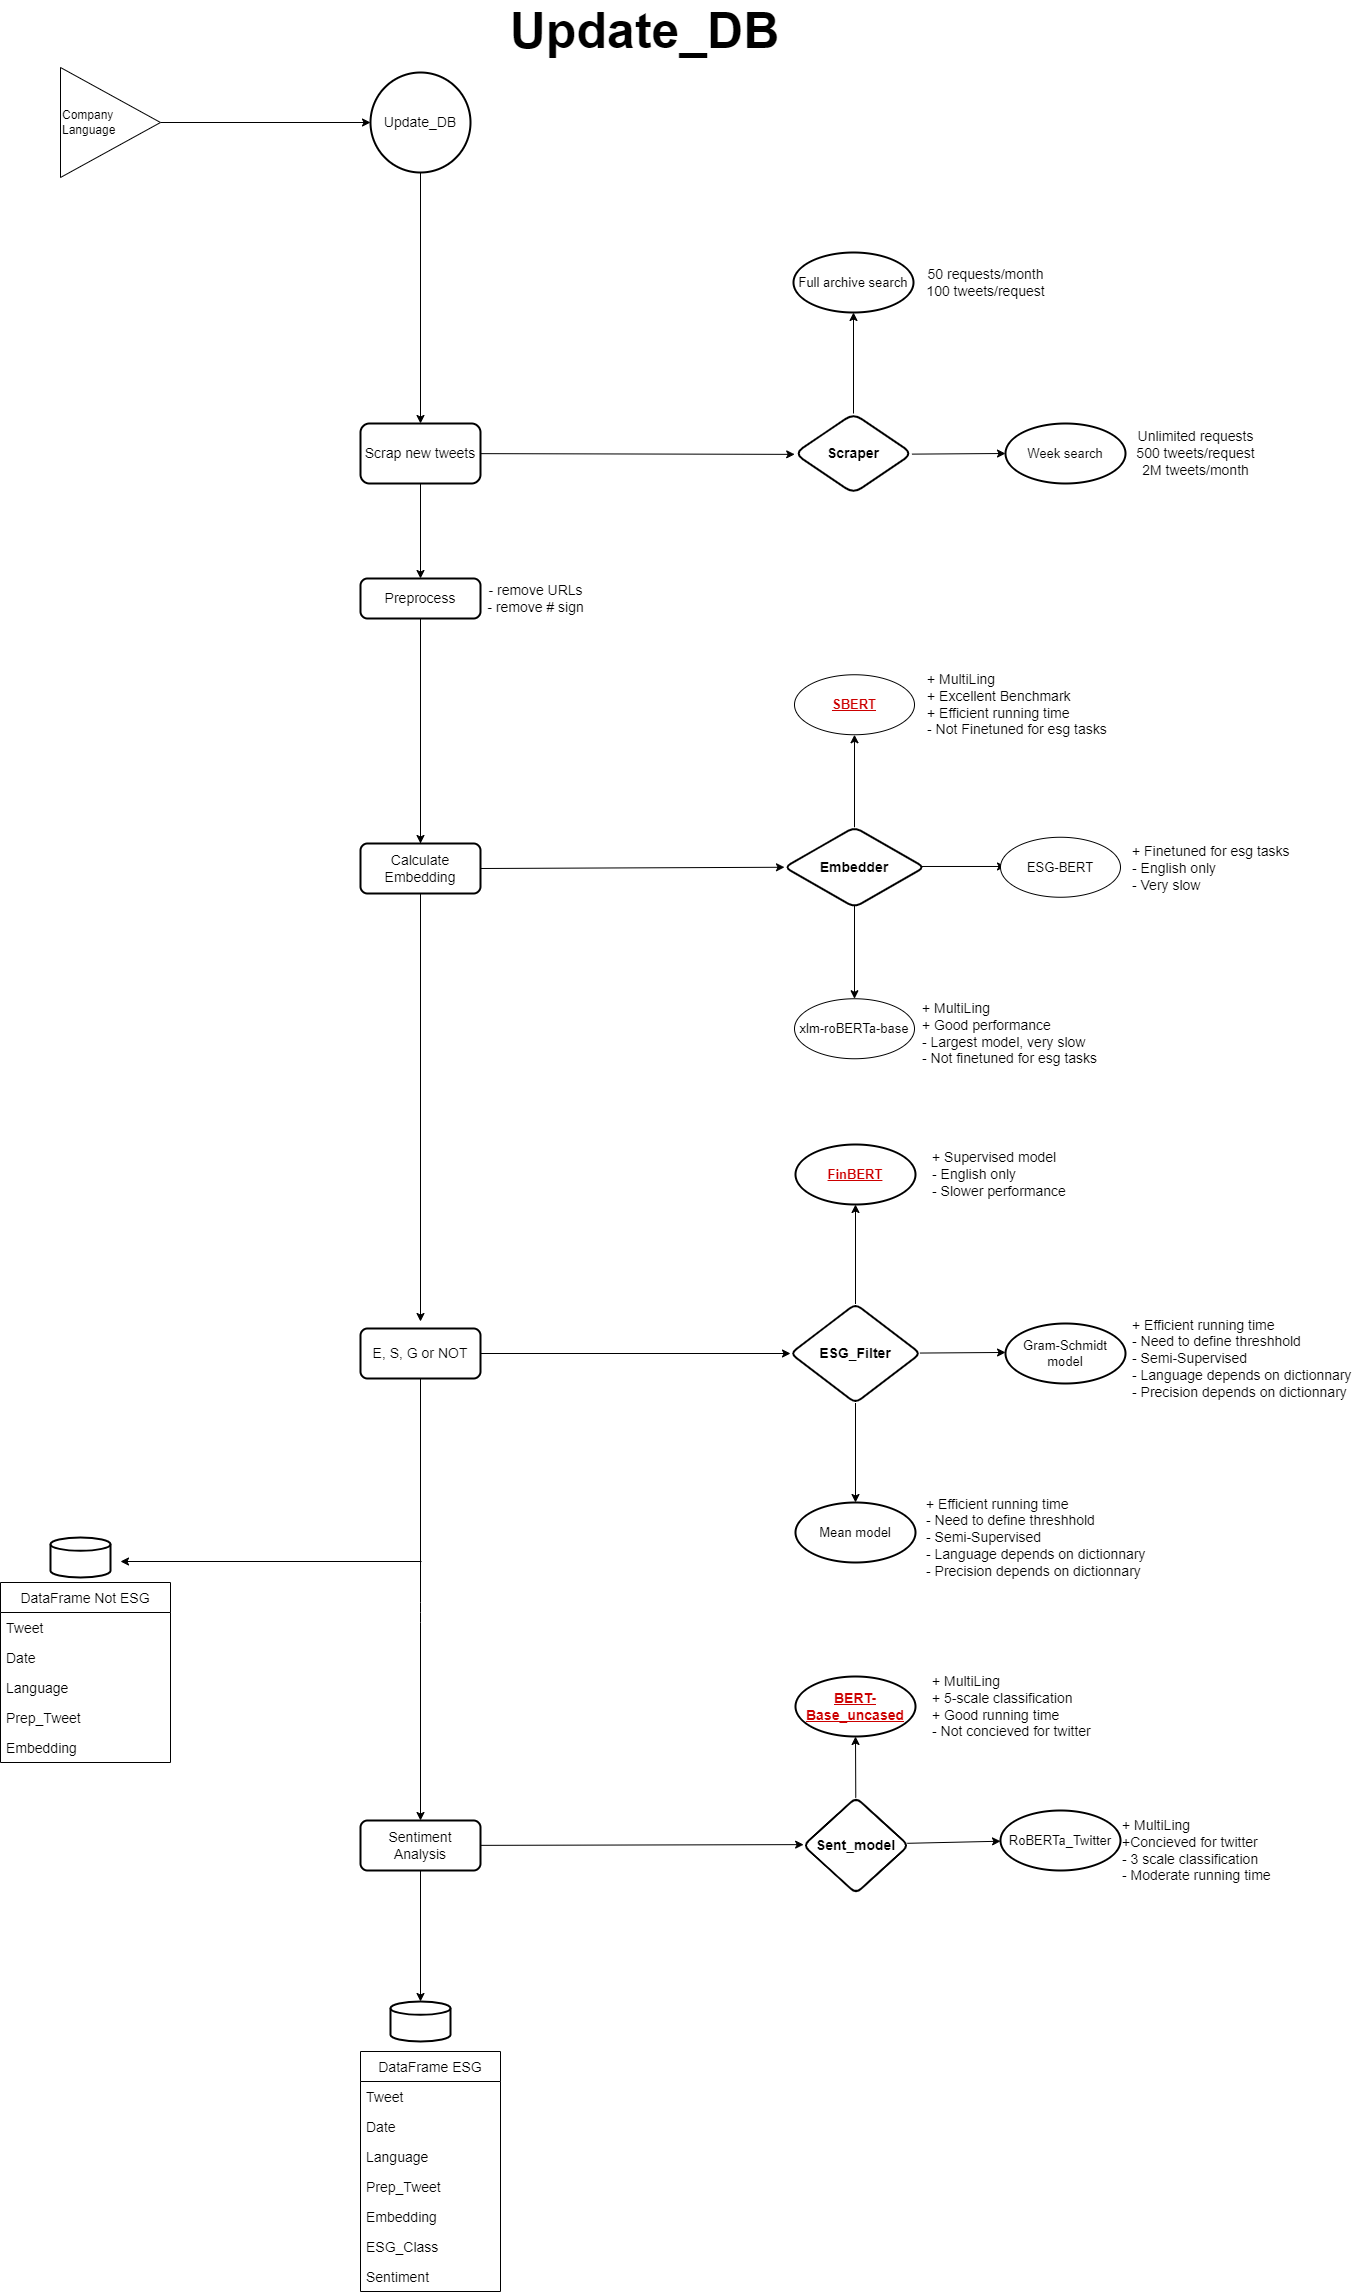 Update_DB
Company
Language
Update_DB
Full archive search
50 requests/month
100 tweets/request
Scrap new tweets
Scraper
Week search
Unlimited requests
500 tweets/request
2M tweets/month
Preprocess
- remove URLs
- remove # sign
SBERT
+ MultiLing
+ Excellent Benchmark
+ Efficient running time
- Not Finetuned for esg tasks
Calculate
Embedding
Embedder
ESG-BERT
+ Finetuned for esg tasks
- English only
- Very slow
xlm-roBERTa-base
+ MultiLing
+ Good performance
- Largest model, very slow
- Not finetuned for esg tasks
FinBERT
+ Supervised model
- English only
- Slower performance
E, S, G or NOT
ESG_Filter
Gram-Schmidt
model
+ Efficient running time
- Need to define threshhold
- Semi-Supervised
- Language depends on dictionnary
- Precision depends on dictionnary
Mean model
+ Efficient running time
- Need to define threshhold
- Semi-Supervised
- Language depends on dictionnary
- Precision depends on dictionnary
DataFrame Not ESG
Tweet
Date
Language
Prep_Tweet
Embedding
BERT-
Base_uncased
+ MultiLing
+ 5-scale classification
+ Good running time
- Not concieved for twitter
Sentiment
Analysis
Sent_model
RoBERTa_Twitter
+ MultiLing
+Concieved for twitter
- 3 scale classification
- Moderate running time
DataFrame ESG
Tweet
Date
Language
Prep_Tweet
Embedding
ESG_Class
Sentiment